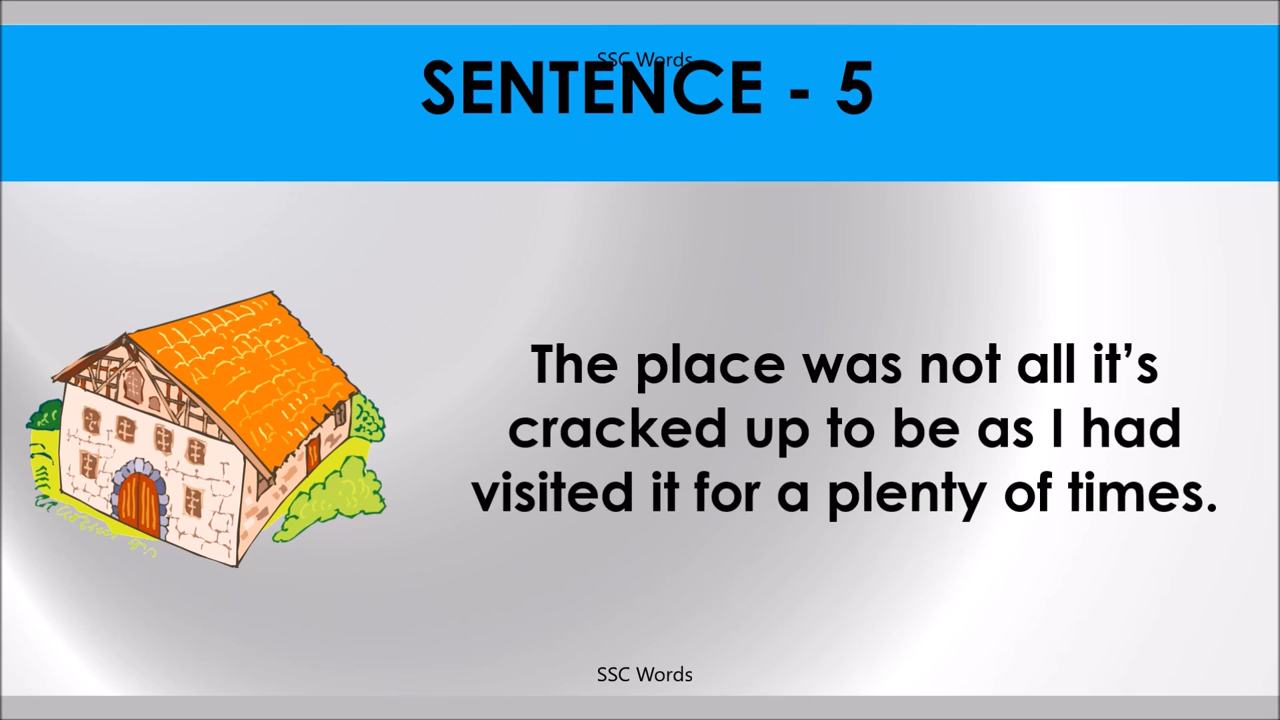 SSC Words
SENTENCE - 5
The place was not all it’s
cracked up to be as I had
visited it for a plenty of times.
SSC Words